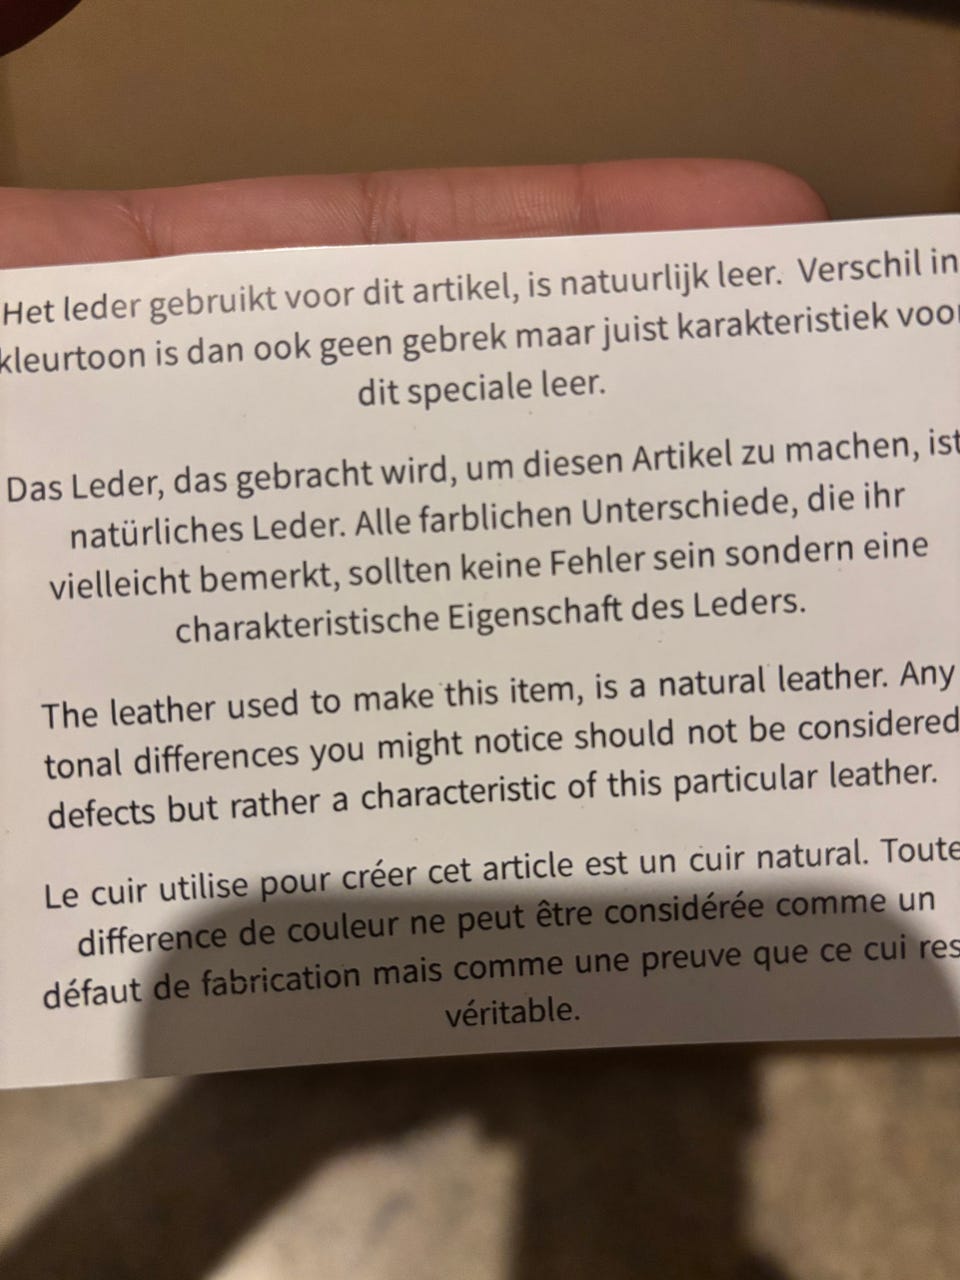 Het leder gebruikt voor dit artikel, is natuurlijk leer. Verschil in
kleurtoon is dan ook geen gebrek maar juist karakteristiek voor
dit speciale leer.
Das Leder, das gebracht wird, um diesen Artikel zu machen, ist
natürliches Leder. Alle farblichen Unterschiede, die ihr
vielleicht bemerkt, sollten keine Fehler sein sondern eine
charakteristische Eigenschaft des Leders.
The leather used to make this item, is a natural leather. Any
tonal differences you might notice should not be considered
defects but rather a characteristic of this particular leather.
Le cuir utilise pour créer cet article est un cuir natural. Toute
difference de couleur ne peut être considérée comme un
défaut de fabrication mais comme une preuve que ce cui
véritable.